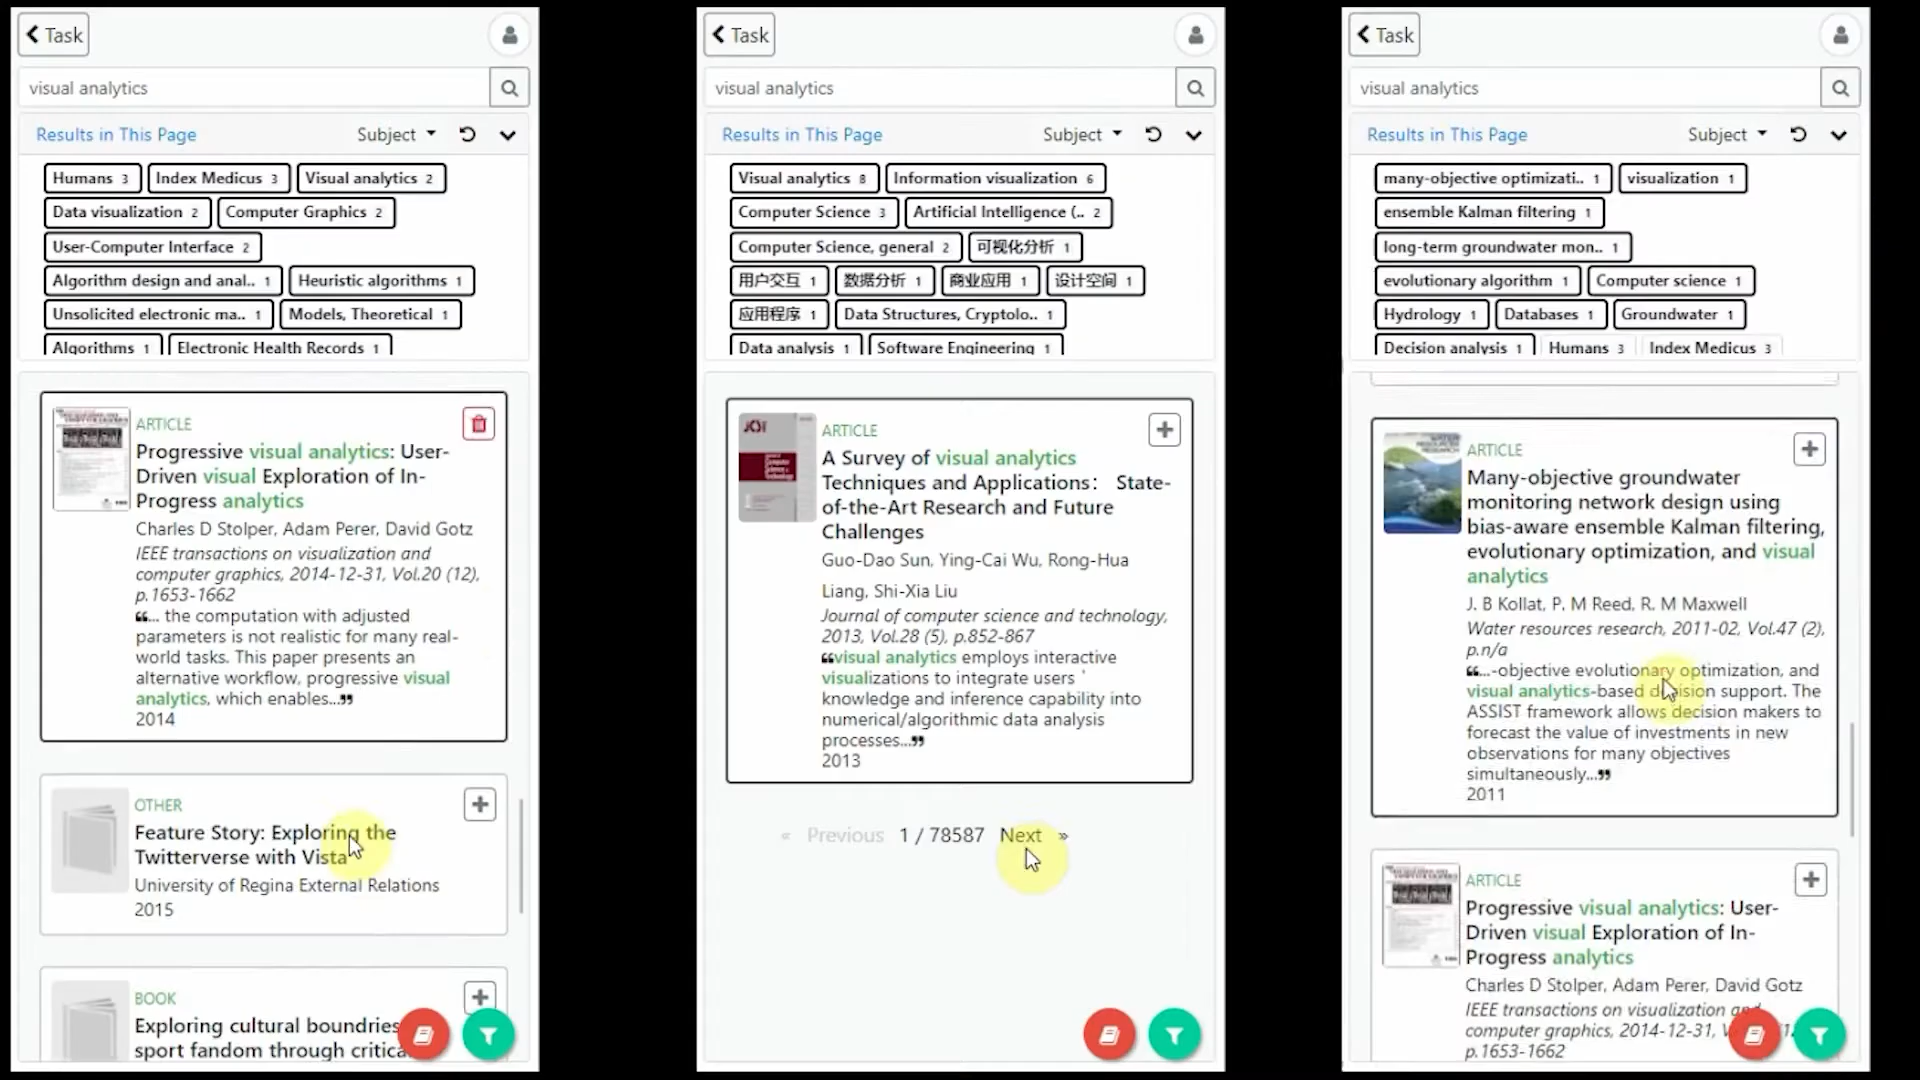 Task
visual analytics
Results in This Page
Subject
Humans 3
Index Medicus 3
Visual analytics 2
Data visualization 2
Computer Graphics 2
User-Computer Interface 2
Algorithm design and anal.. 1
Heuristic algorithms 1
Unsolicited electronic ma.. 1
Models, Theoretical 1
Algorithms 1
Electronic Health Records 1
ARTICLE
Progressive visual analytics: User-
Driven visual Exploration of In-
Progress analytics
Charles D Stolper, Adam Perer, David Gotz
IEEE transactions on visualization and
computer graphics, 2014-12-31, Vol.20 (12),
p.1653-1662
❝... the computation with adjusted
parameters is not realistic for many real-
world tasks. This paper presents an
alternative workflow, progressive visual
analytics, which enables...❞
2014
OTHER
Feature Story: Exploring the
Twitterverse with Vista
University of Regina External Relations
2015
BOOK
Exploring cultural boundries
sport fandom through critica
Task
visual analytics
Results in This Page
Subject
Visual analytics 8
Information visualization 6
Computer Science 3
Artificial Intelligence (.. 2
Computer Science, general 2
可视化分析 1
用户交互 1
数据分析 1
商业应用 1
设计空间 1
应用程序 1
Data Structures, Cryptolo.. 1
Data analysis 1
Software Engineering 1
ARTICLE
A Survey of visual analytics
Techniques and Applications： State-
of-the-Art Research and Future
Challenges
Guo-Dao Sun, Ying-Cai Wu, Rong-Hua
Liang, Shi-Xia Liu
Journal of computer science and technology,
2013, Vol.28 (5), p.852-867
❝visual analytics employs interactive
visualizations to integrate users '
knowledge and inference capability into
numerical/algorithmic data analysis
processes...❞
2013
« Previous 1 / 78587 Next »
Task
visual analytics
Results in This Page
Subject
many-objective optimizati.. 1
visualization 1
ensemble Kalman filtering 1
long-term groundwater mon.. 1
evolutionary algorithm 1
Computer science 1
Hydrology 1
Databases 1
Groundwater 1
Decision analysis 1
Humans 3
Index Medicus 3
ARTICLE
Many-objective groundwater
monitoring network design using
bias-aware ensemble Kalman filtering,
evolutionary optimization, and visual
analytics
J. B Kollat, P. M Reed, R. M Maxwell
Water resources research, 2011-02, Vol.47 (2),
p.n/a
❝...-objective evolutionary optimization, and
visual analytics-based decision support. The
ASSIST framework allows decision makers to
forecast the value of investments in new
observations for many objectives
simultaneously...❞
2011
ARTICLE
Progressive visual analytics: User-
Driven visual Exploration of In-
Progress analytics
Charles D Stolper, Adam Perer, David Gotz
IEEE transactions on visualization and
computer graphics, 2014-12-31,
p.1653-1662